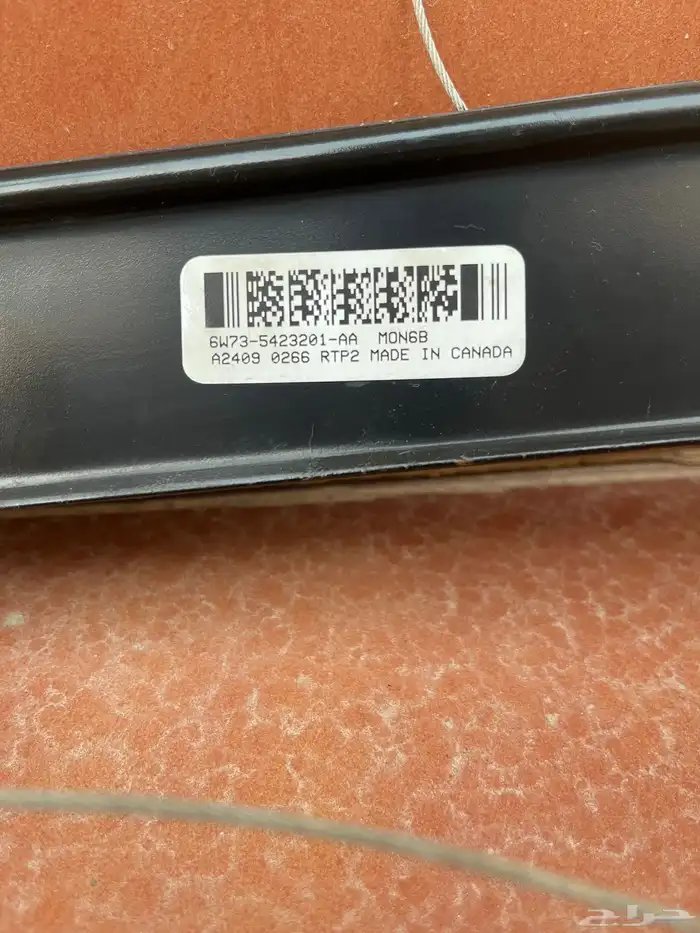 6W73-5423201-AA MON6B
A2409 0266 RTP2 MADE IN CANADA
حراج